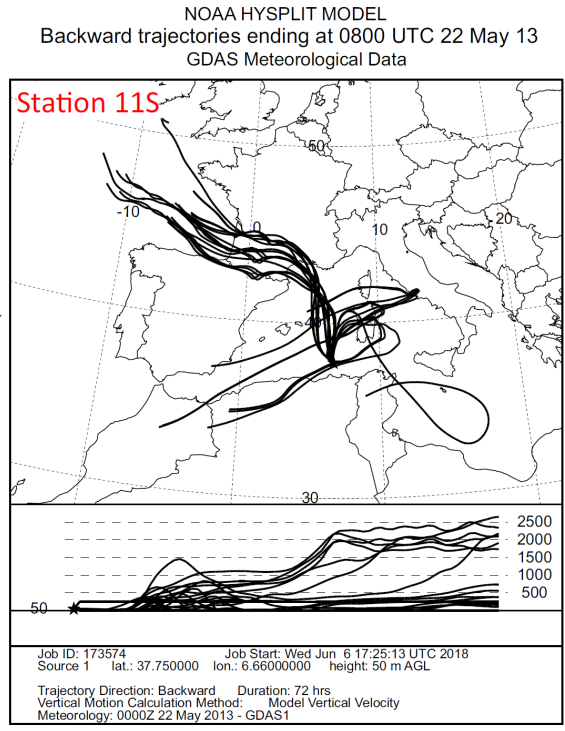 NOAA HYSPLIT MODEL
Backward trajectories ending at 0800 UTC 22 May 13
GDAS Meteorological Data
Station 11S
50
-10
0
10
20
40
30
2500
2000
1500
1000
500
50
Job ID: 173574 Job Start: Wed Jun 6 17:25:13 UTC 2018
Source 1 lat.: 37.750000 lon.: 6.66000000 height: 50 m AGL
Trajectory Direction: Backward Duration: 72 hrs
Vertical Motion Calculation Method: Model Vertical Velocity
Meteorology: 0000Z 22 May 2013 - GDAS1